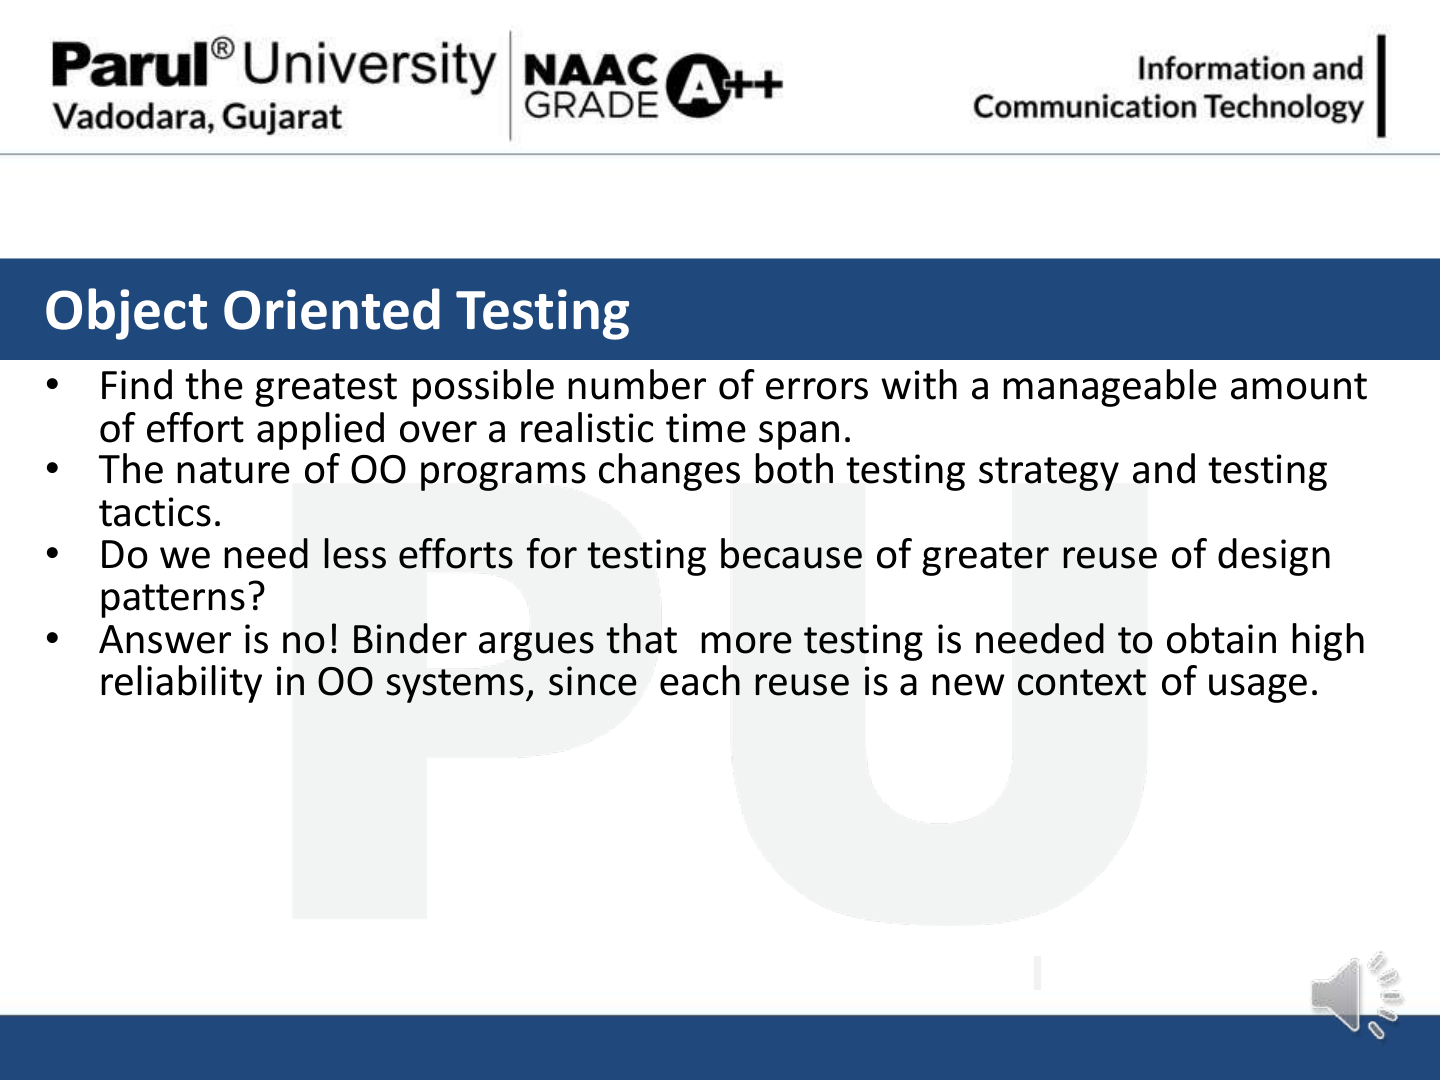 Parul® University
Vadodara, Gujarat
NAAC
GRADE
A++
Information and
Communication Technology
Object Oriented Testing
• Find the greatest possible number of errors with a manageable amount
of effort applied over a realistic time span.
• The nature of OO programs changes both testing strategy and testing
tactics.
• Do we need less efforts for testing because of greater reuse of design
patterns?
• Answer is no! Binder argues that  more testing is needed to obtain high
reliability in OO systems, since  each reuse is a new context of usage.
PU